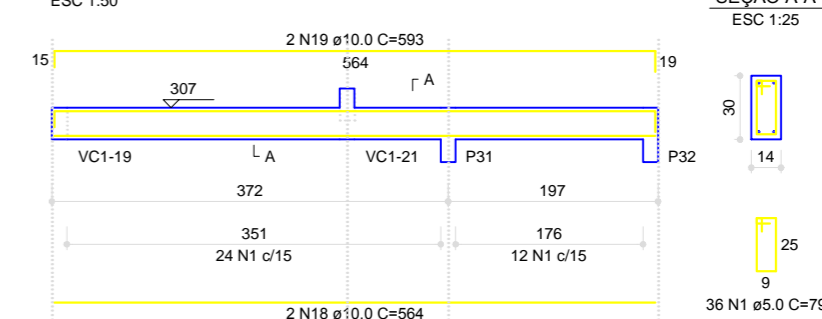 ESC 1:50
SEÇÃO A-A
ESC 1:25
2 N19 ø10.0 C=593
15
564
19
A
307
30
VC1-19
A
VC1-21
P31
P32
14
372
197
351
176
24 N1 c/15
12 N1 c/15
25
9
36 N1 ø5.0 C=79
2 N18 ø10.0 C=564